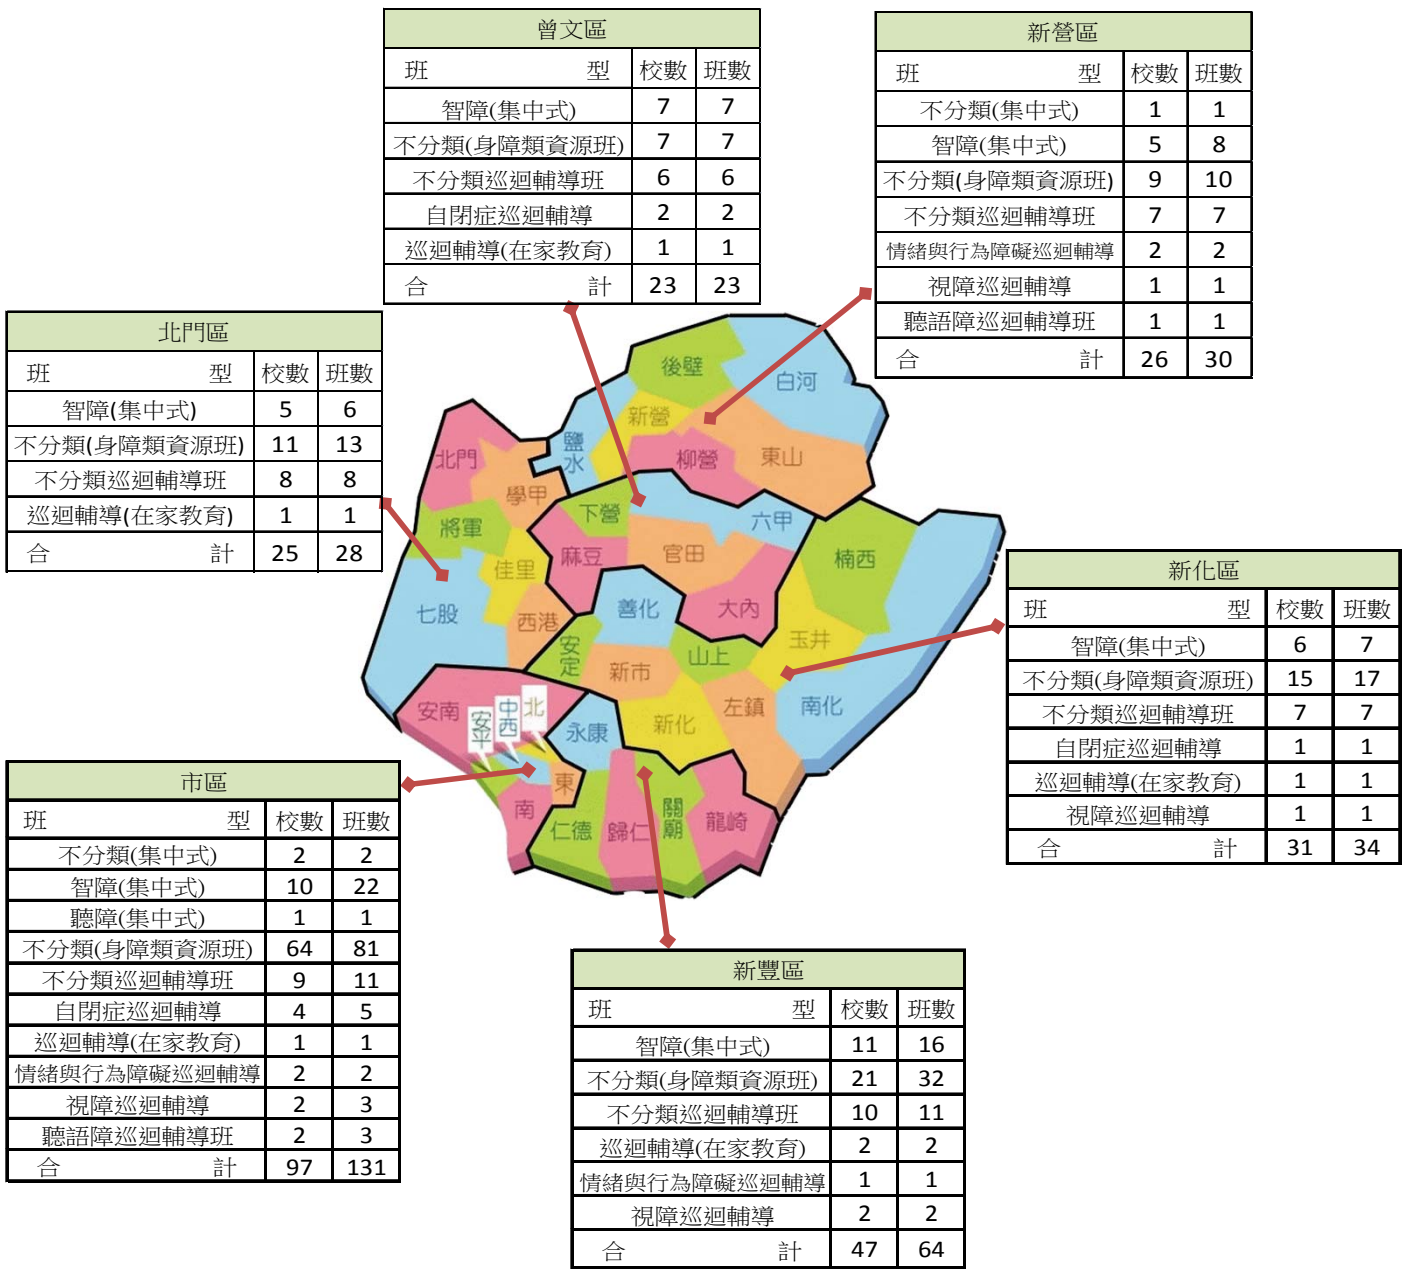 曾文區
班 型 校數 班數
智障(集中式) 7 7
不分類(身障類資源班) 7 7
不分類巡迴輔導班 6 6
自閉症巡迴輔導 2 2
巡迴輔導(在家教育) 1 1
合 計 23 23
新營區
班 型 校數 班數
不分類(集中式) 1 1
智障(集中式) 5 8
不分類(身障類資源班) 9 10
不分類巡迴輔導班 7 7
情緒與行為障礙巡迴輔導 2 2
視障巡迴輔導 1 1
聽語障巡迴輔導班 1 1
合 計 26 30
北門區
班 型 校數 班數
智障(集中式) 5 6
不分類(身障類資源班) 11 13
不分類巡迴輔導班 8 8
巡迴輔導(在家教育) 1 1
合 計 25 28
後壁
白河
新營
鹽水
柳營
東山
北門
學甲
下營
六甲
將軍
麻豆
官田
楠西
佳里
七股
西港
善化
大內
安定
新市
山上
玉井
安南
安平
中西
北
永康
新化
左鎮
南化
東
南
仁德
歸仁
關廟
龍崎
新化區
班 型 校數 班數
智障(集中式) 6 7
不分類(身障類資源班) 15 17
不分類巡迴輔導班 7 7
自閉症巡迴輔導 1 1
巡迴輔導(在家教育) 1 1
視障巡迴輔導 1 1
合 計 31 34
市區
班 型 校數 班數
不分類(集中式) 2 2
智障(集中式) 10 22
聽障(集中式) 1 1
不分類(身障類資源班) 64 81
不分類巡迴輔導班 9 11
自閉症巡迴輔導 4 5
巡迴輔導(在家教育) 1 1
情緒與行為障礙巡迴輔導 2 2
視障巡迴輔導 2 3
聽語障巡迴輔導班 2 3
合 計 97 131
新豐區
班 型 校數 班數
智障(集中式) 11 16
不分類(身障類資源班) 21 32
不分類巡迴輔導班 10 11
巡迴輔導(在家教育) 2 2
情緒與行為障礙巡迴輔導 1 1
視障巡迴輔導 2 2
合 計 47 64